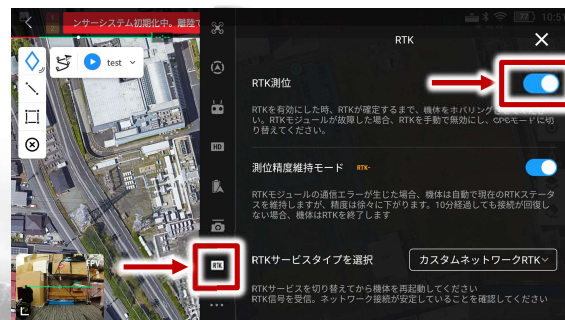 ンサーシステム初期化中。離陸
77 10:51
RTK
test
RTK測位
RTKを有効にした時、RTKが確定するまで、機体をホバリング
い。RTKモジュールが故障した場合、RTKを手動で無効にし、GPSモードに切
り替えてください。
HD
測位精度維持モード RTK-
RTKモジュールの通信エラーが生じた場合、機体は自動で現在のRTKステータ
スを維持しますが、精度は徐々に下がります。10分経過しても接続が回復し
ない場合、機体はRTKを終了します
FPV
RTK
RTKサービスタイプを選択 カスタムネットワークRTK
RTKサービスを切り替えてから機体を再起動してください
RTK信号を受信。ネットワーク接続が安定していることを確認してください